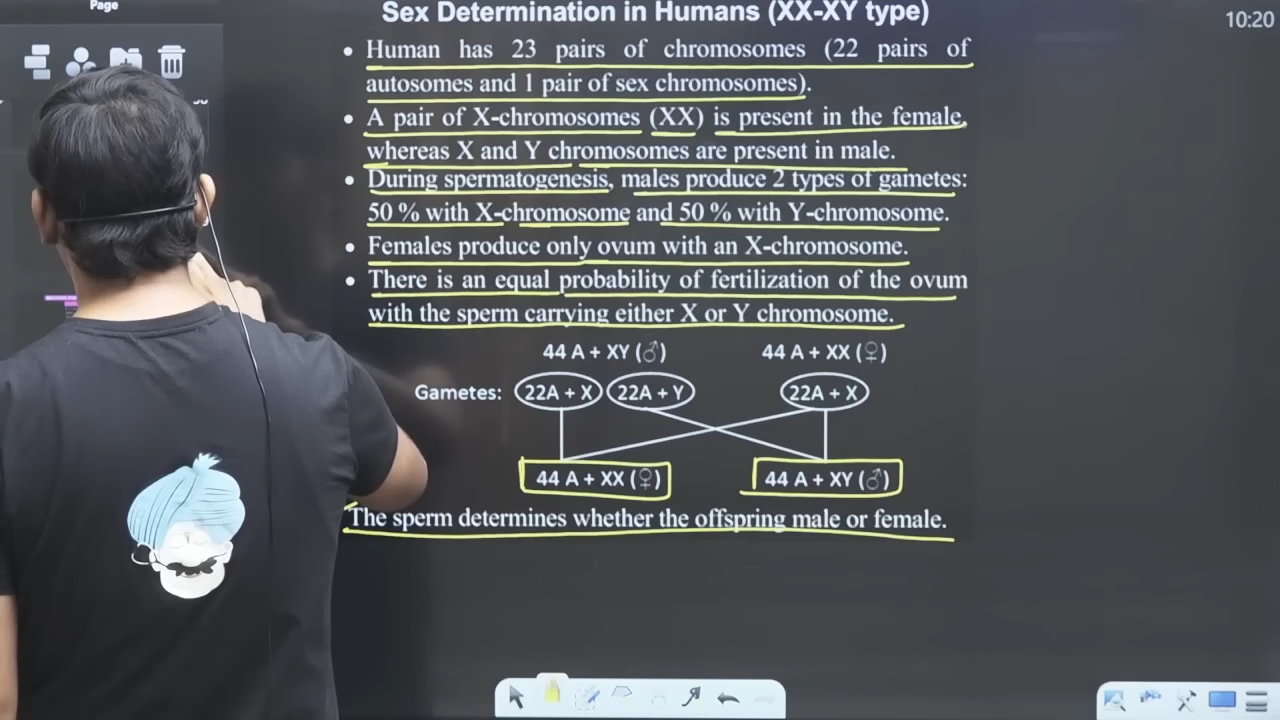 Page
10:20
Sex Determination in Humans (XX-XY type)
• Human has 23 pairs of chromosomes (22 pairs of
autosomes and 1 pair of sex chromosomes).
• A pair of X-chromosomes (XX) is present in the female,
whereas X and Y chromosomes are present in male.
• During spermatogenesis, males produce 2 types of gametes:
50 % with X-chromosome and 50 % with Y-chromosome.
• Females produce only ovum with an X-chromosome.
• There is an equal probability of fertilization of the ovum
with the sperm carrying either X or Y chromosome.
44 A + XY (♂) 44 A + XX (♀)
Gametes: 22A + X 22A + Y 22A + X
44 A + XX (♀) 44 A + XY (♂)
The sperm determines whether the offspring male or female.